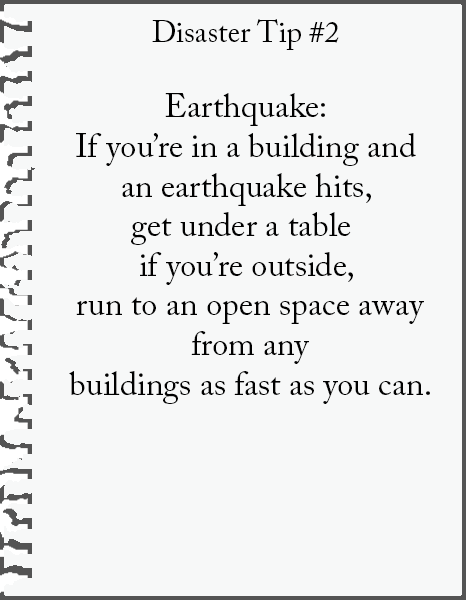 Disaster Tip #2
Earthquake:
If you’re in a building and
an earthquake hits,
get under a table
if you’re outside,
run to an open space away
from any
buildings as fast as you can.